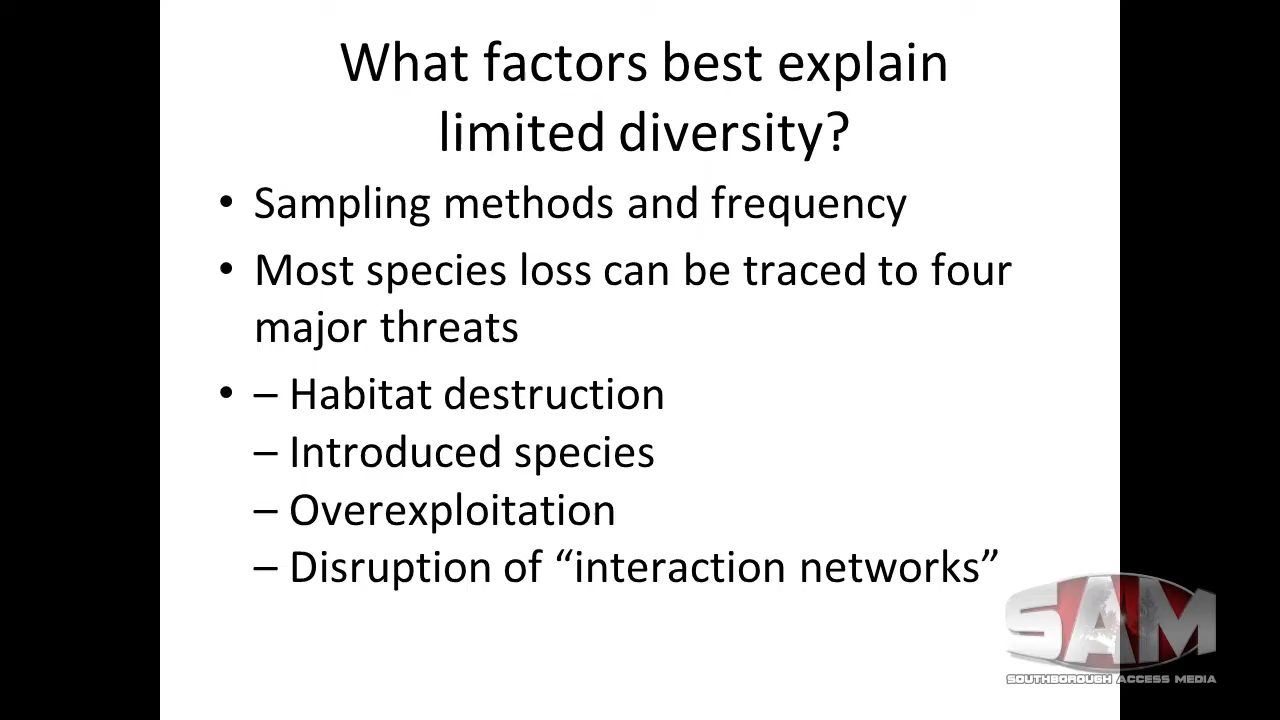 What factors best explain
limited diversity?
• Sampling methods and frequency
• Most species loss can be traced to four
major threats
• – Habitat destruction
– Introduced species
– Overexploitation
– Disruption of “interaction networks”
SAM
SOUTHBOROUGH ACCESS MEDIA